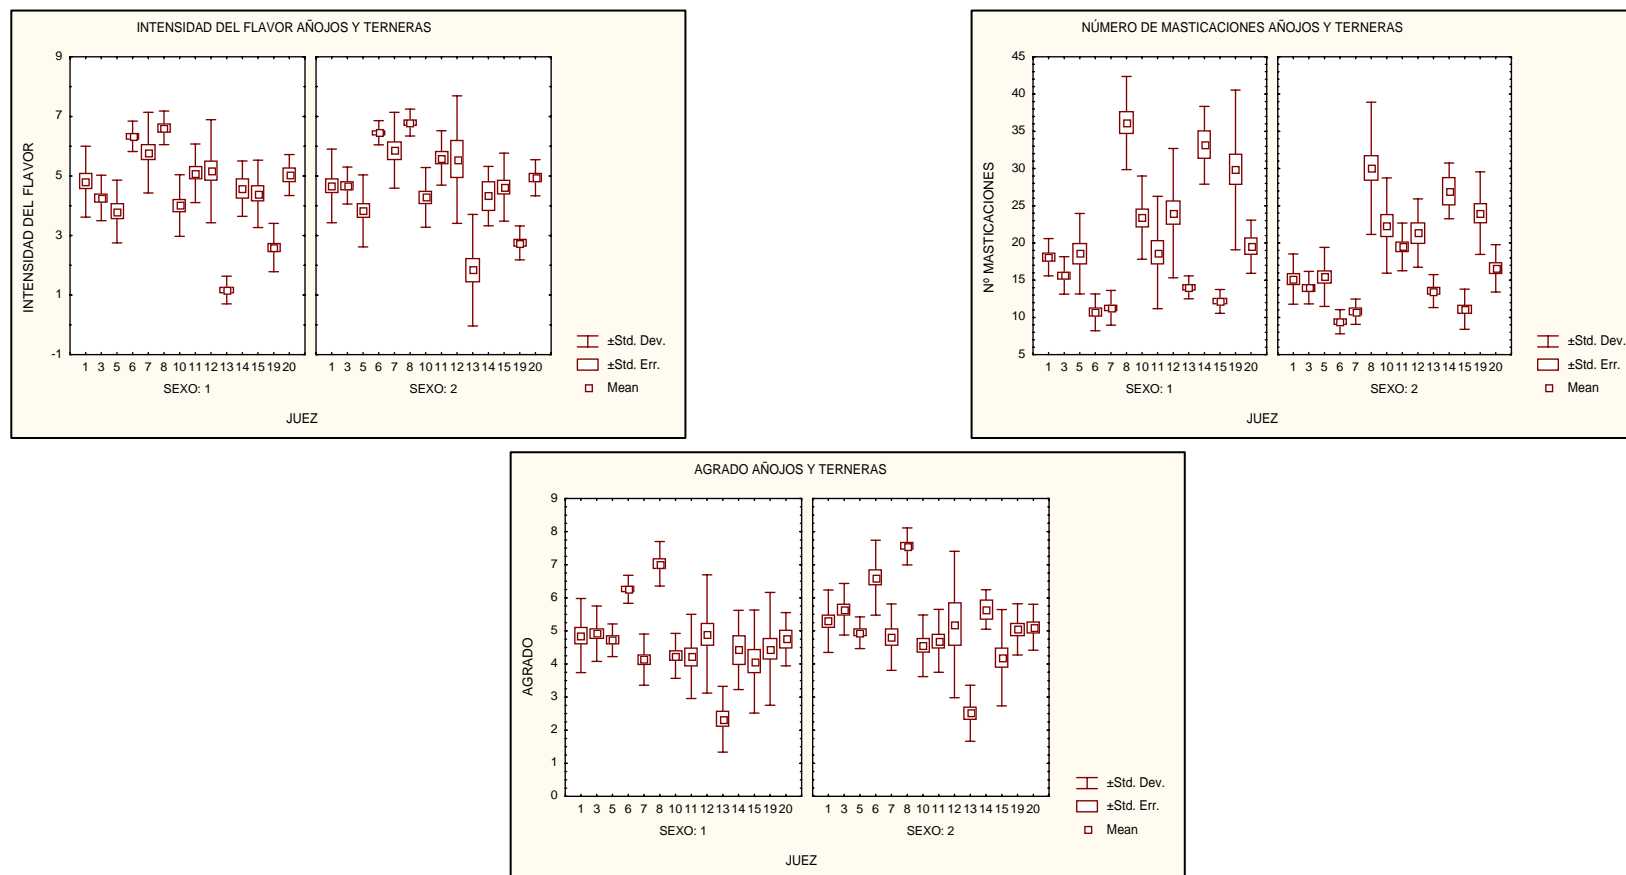 INTENSIDAD DEL FLAVOR AÑOJOS Y TERNERAS
INTENSIDAD DEL FLAVOR
9
7
5
3
1
-1
1 3 5 6 7 8 10 11 12 13 14 15 19 20
SEXO: 1
1 3 5 6 7 8 10 11 12 13 14 15 19 20
SEXO: 2
JUEZ
±Std. Dev.
±Std. Err.
Mean
NÚMERO DE MASTICACIONES AÑOJOS Y TERNERAS
Nº MASTICACIONES
45
40
35
30
25
20
15
10
5
1 3 5 6 7 8 10 11 12 13 14 15 19 20
SEXO: 1
1 3 5 6 7 8 10 11 12 13 14 15 19 20
SEXO: 2
JUEZ
±Std. Dev.
±Std. Err.
Mean
AGRADO AÑOJOS Y TERNERAS
AGRADO
9
8
7
6
5
4
3
2
1
0
1 3 5 6 7 8 10 11 12 13 14 15 19 20
SEXO: 1
1 3 5 6 7 8 10 11 12 13 14 15 19 20
SEXO: 2
JUEZ
±Std. Dev.
±Std. Err.
Mean